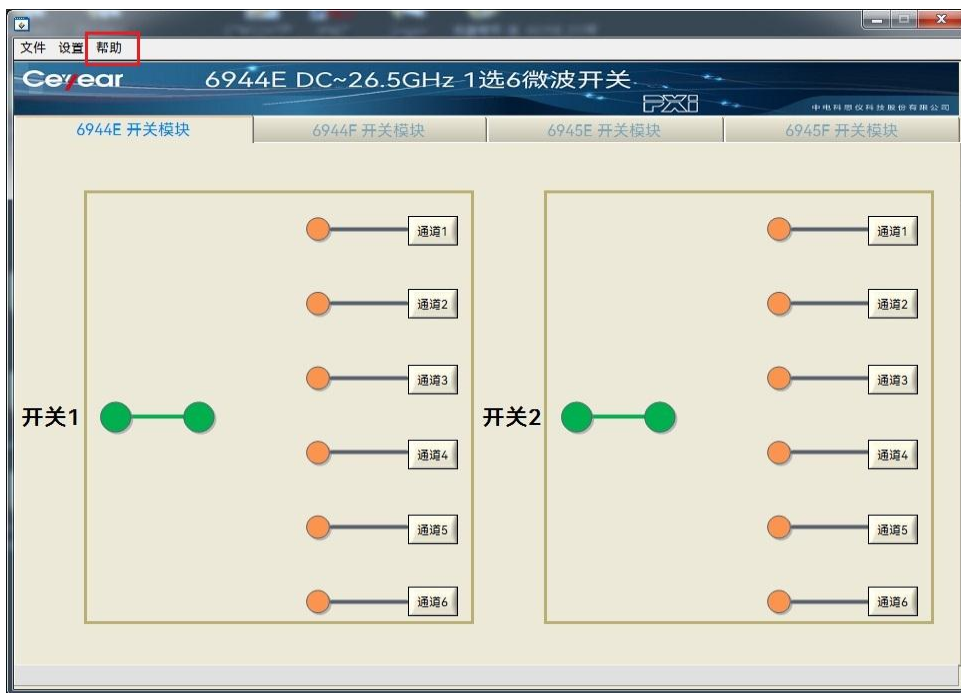 文件 设置 帮助
Ceyear 6944E DC~26.5GHz 1选6微波开关
PXI
中电科思仪科技股份有限公司
6944E 开关模块 6944F 开关模块 6945E 开关模块 6945F 开关模块
通道1 通道1
通道2 通道2
通道3 通道3
开关1 开关2
通道4 通道4
通道5 通道5
通道6 通道6